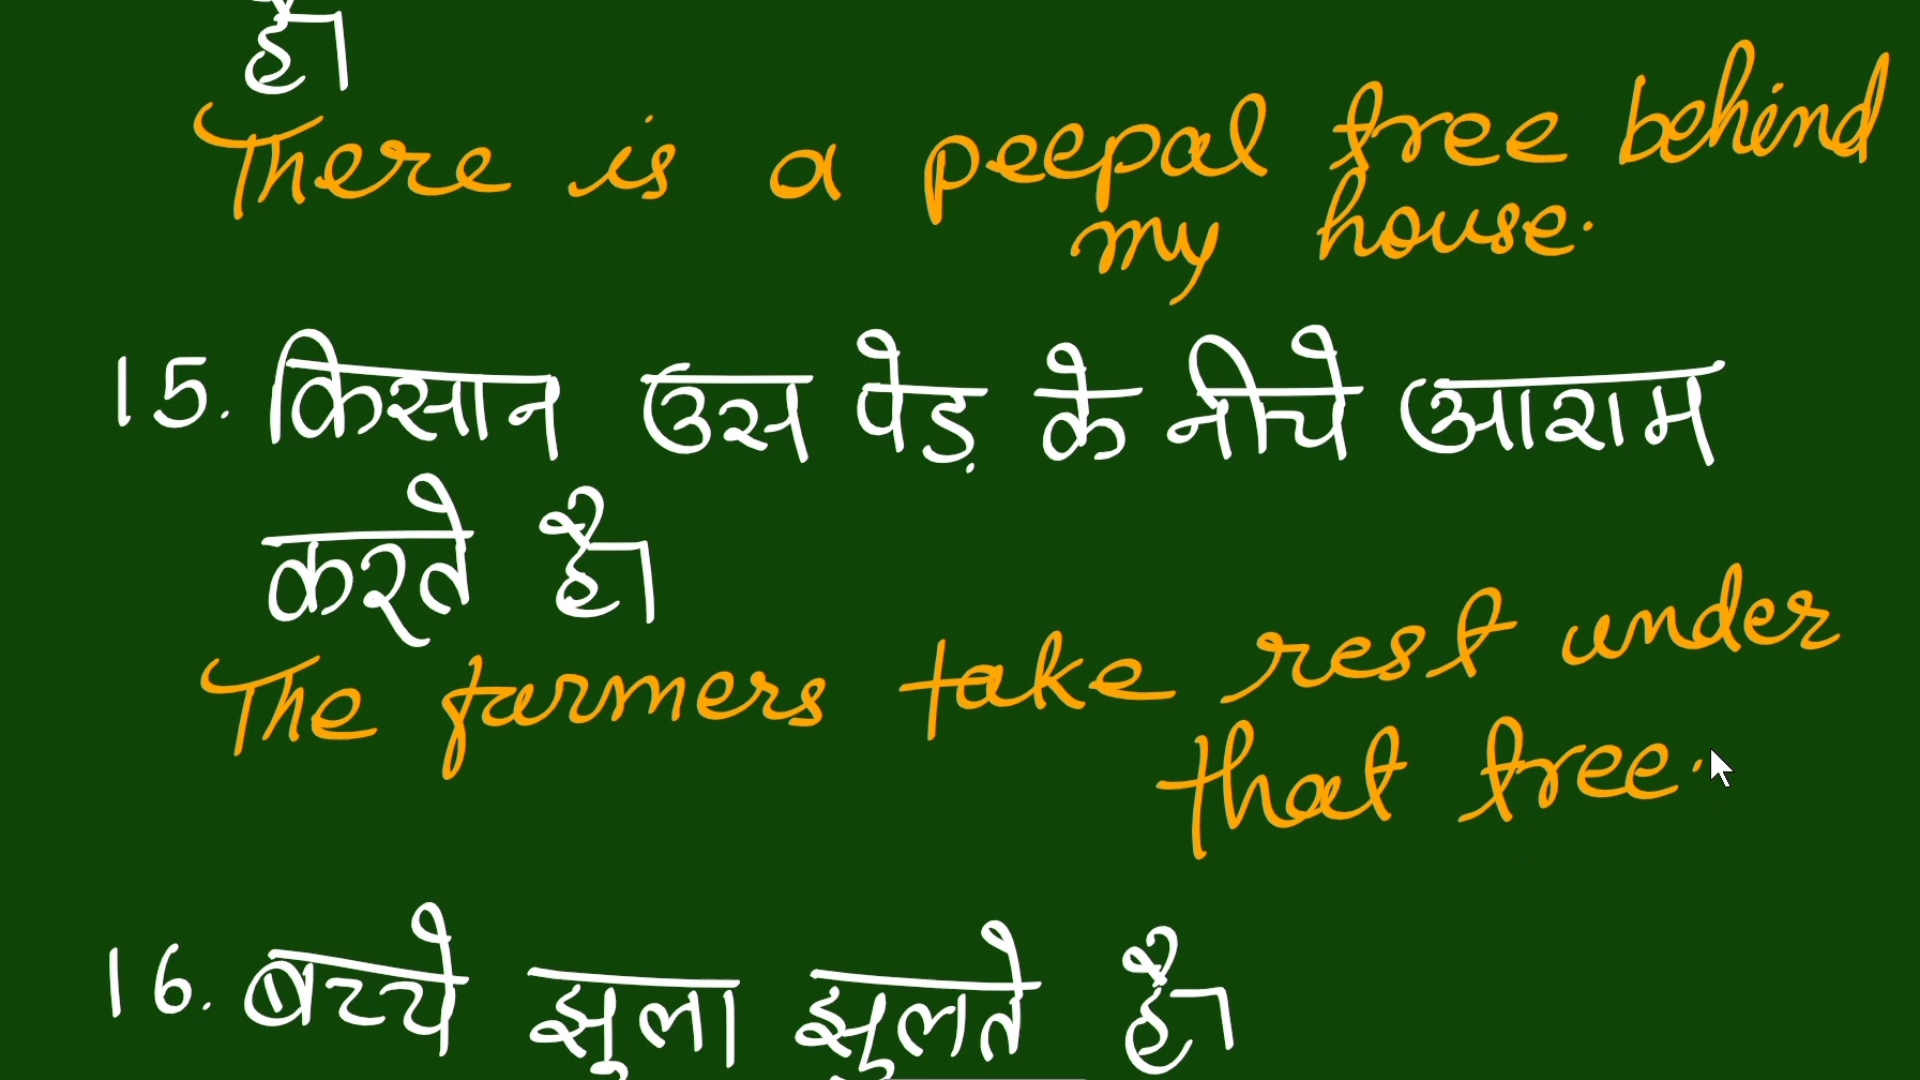 है।
There is a peepal tree behind
my house.
15. किसान उस पेड़ के नीचे आराम
करते है।
The farmers take rest under
that tree.
16. बच्चे झुला झुलते है।